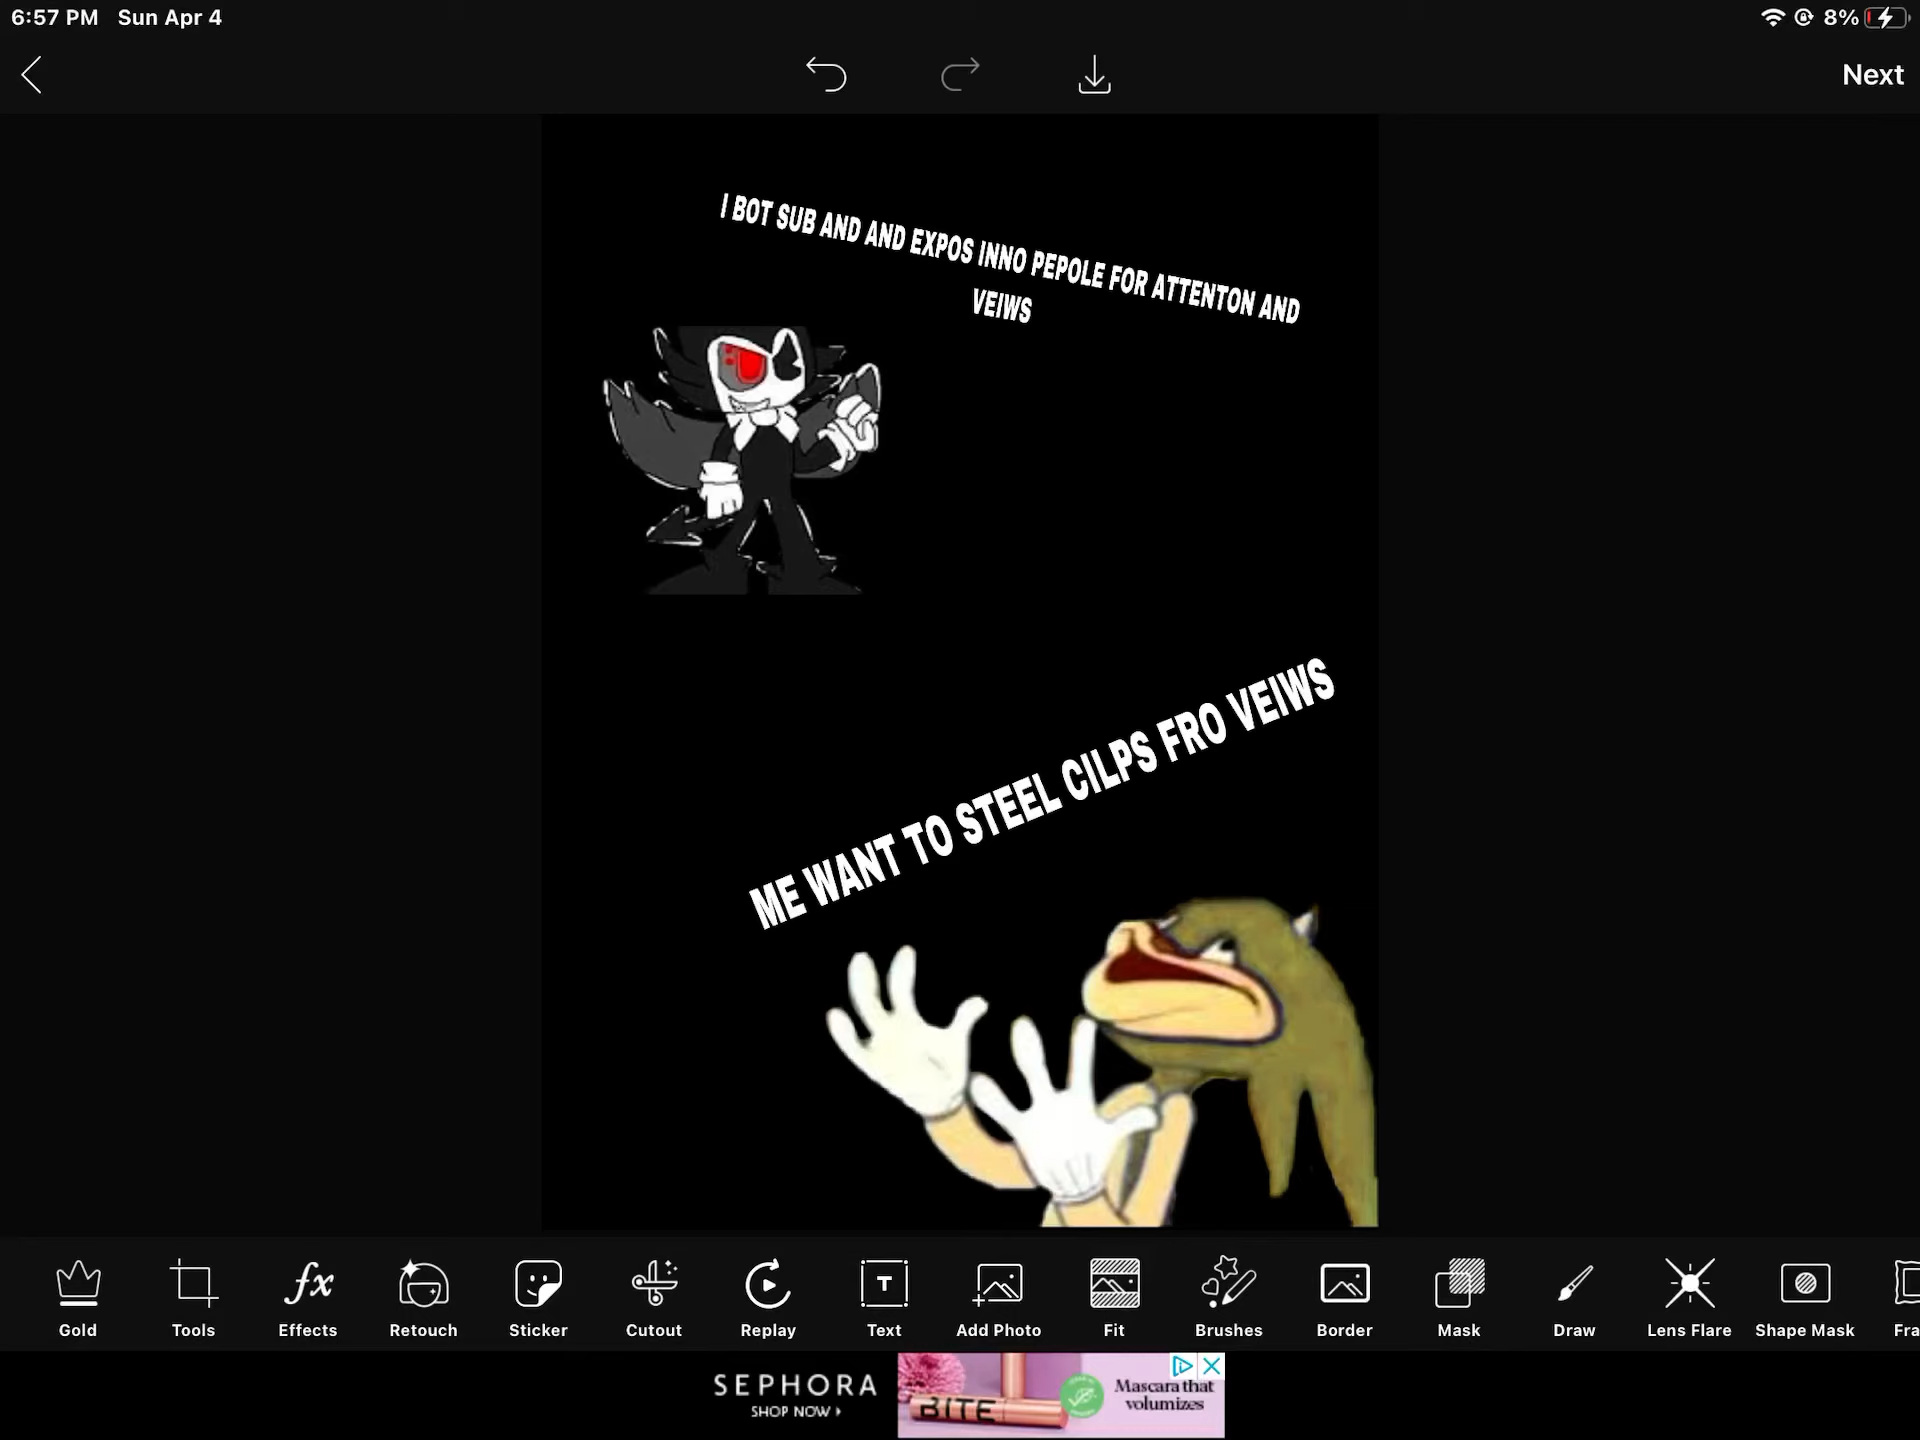 6:57 PM Sun Apr 4
8%
Next
I BOT SUB AND AND EXPOS INNO PEPOLE FOR ATTENTON AND
VEIWS
ME WANT TO STEEL CILPS FRO VEIWS
Gold Tools Effects Retouch Sticker Cutout Replay Text Add Photo Fit Brushes Border Mask Draw Lens Flare Shape Mask Fra
SEPHORA
SHOP NOW
BITE
Mascara that
volumizes